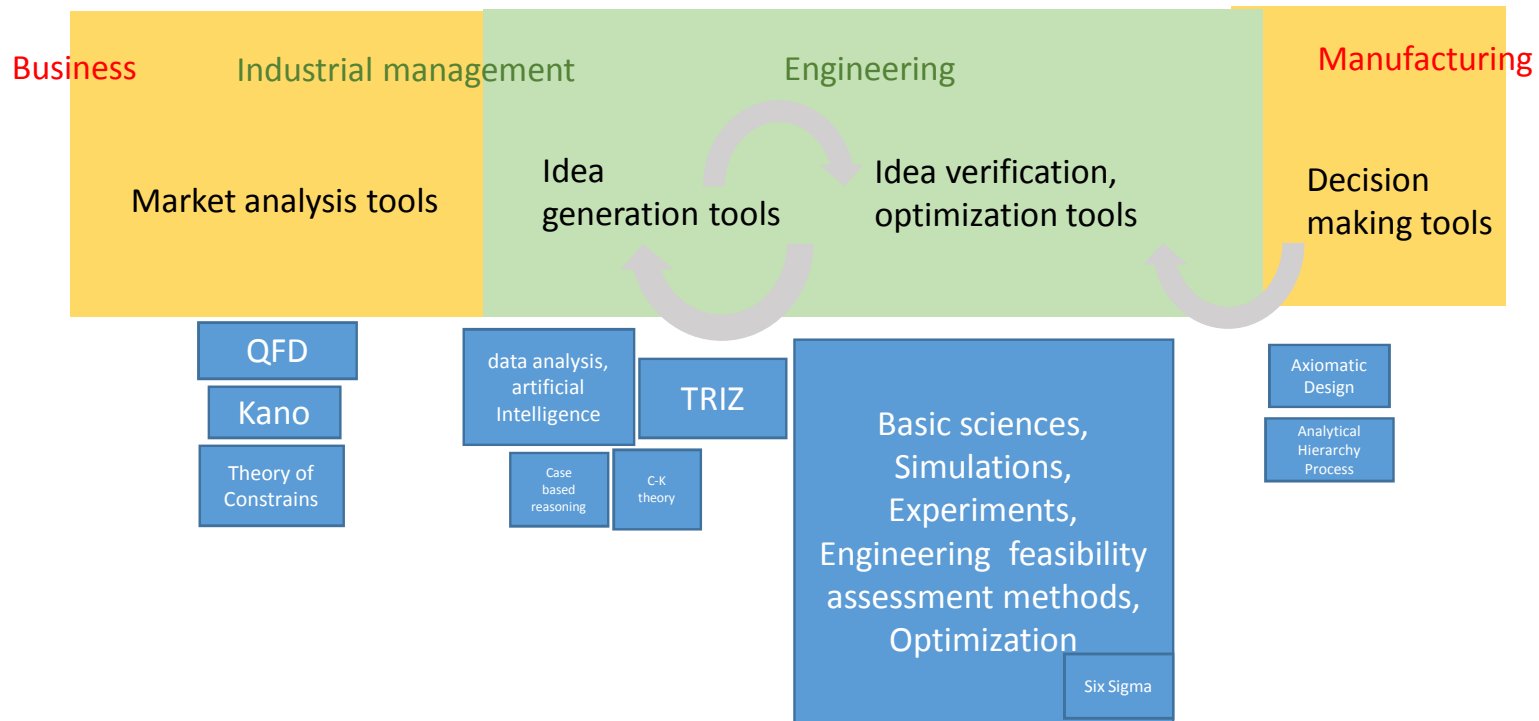 Business
Industrial management
Engineering
Manufacturing
Market analysis tools
Idea
generation tools
Idea verification,
optimization tools
Decision
making tools
QFD
Kano
Theory of
Constrains
data analysis,
artificial
Intelligence
TRIZ
Case
based
reasoning
C-K
theory
Basic sciences,
Simulations,
Experiments,
Engineering feasibility
assessment methods,
Optimization
Six Sigma
Axiomatic
Design
Analytical
Hierarchy
Process